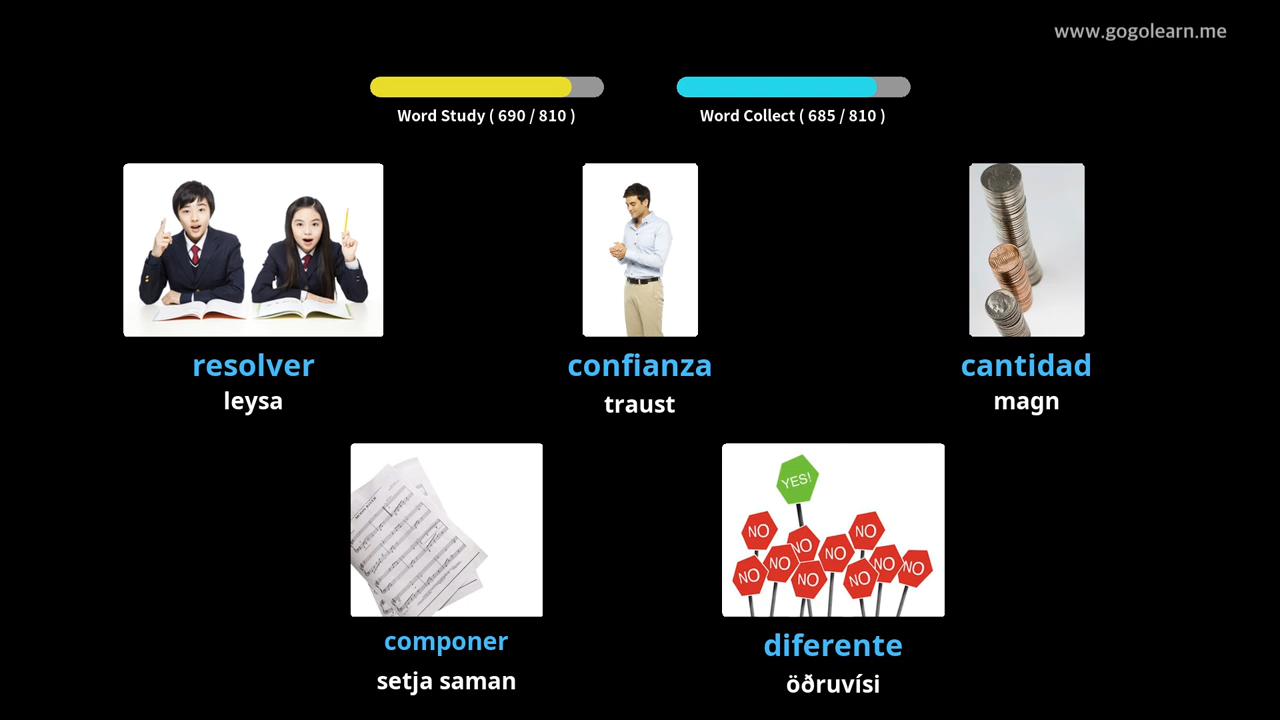 www.gogolearn.me
Word Study ( 690 / 810 )
Word Collect ( 685 / 810 )
resolver
leysa
confianza
traust
cantidad
magn
YES!
NO
NO
NO
NO
NO
NO
NO
NO
NO
NO
componer
setja saman
diferente
öðruvísi